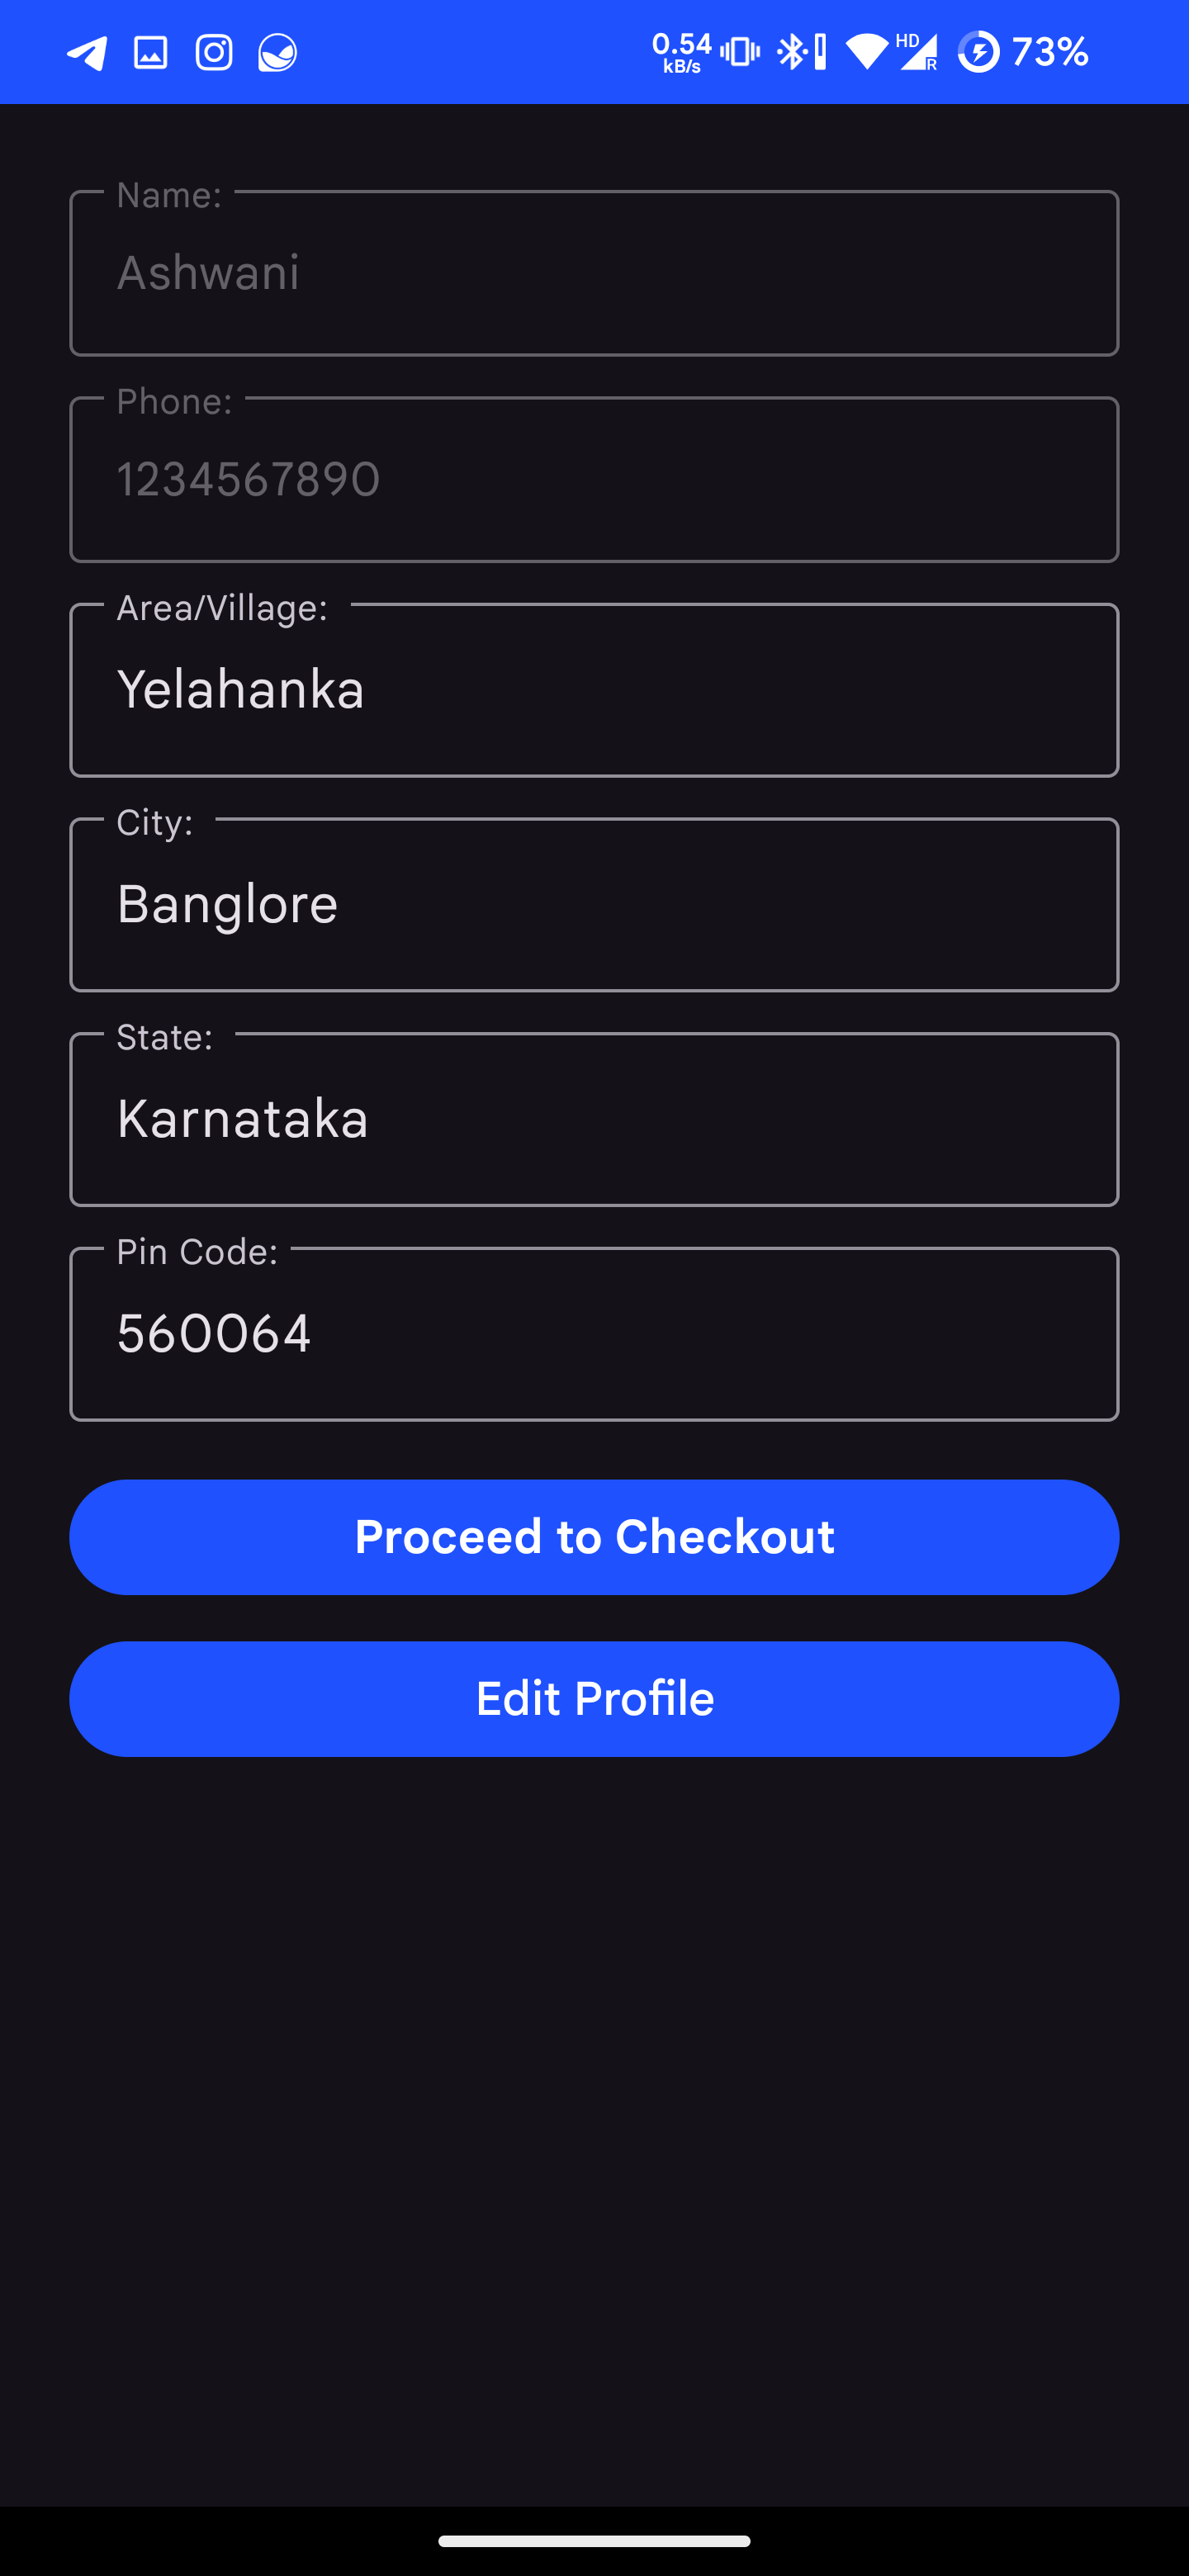 0.54
kB/s
HD
R
73%
Name:
Ashwani
Phone:
1234567890
Area/Village:
Yelahanka
City:
Banglore
State:
Karnataka
Pin Code:
560064
Proceed to Checkout
Edit Profile